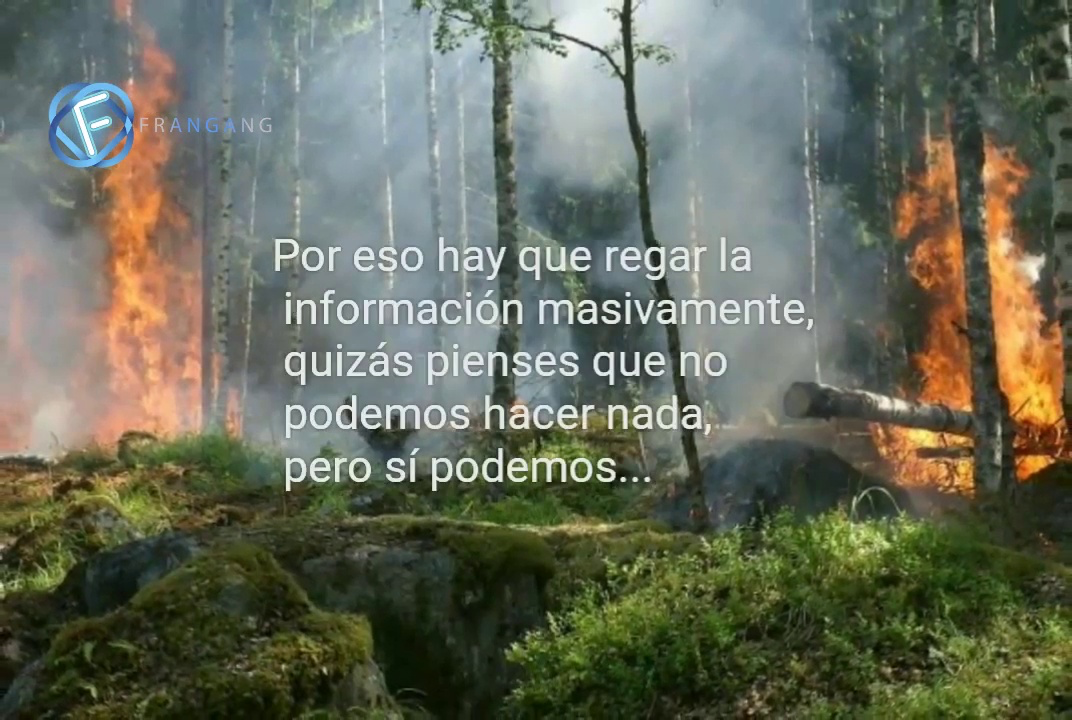 FRANGANG
Por eso hay que regar la
información masivamente,
quizás pienses que no
podemos hacer nada,
pero sí podemos...